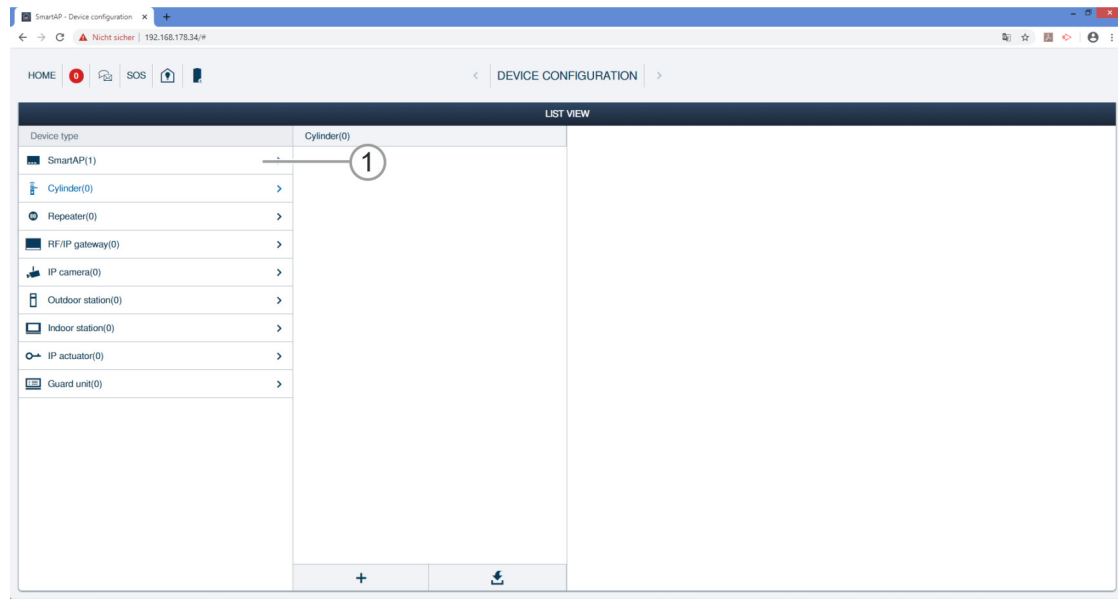 SmartAP - Device configuration
Nicht sicher | 192.168.178.34/#
HOME 0 SOS DEVICE CONFIGURATION
LIST VIEW
Device type Cylinder(0)
SmartAP(1) 1
Cylinder(0)
Repeater(0)
RF/IP gateway(0)
IP camera(0)
Outdoor station(0)
Indoor station(0)
IP actuator(0)
Guard unit(0)